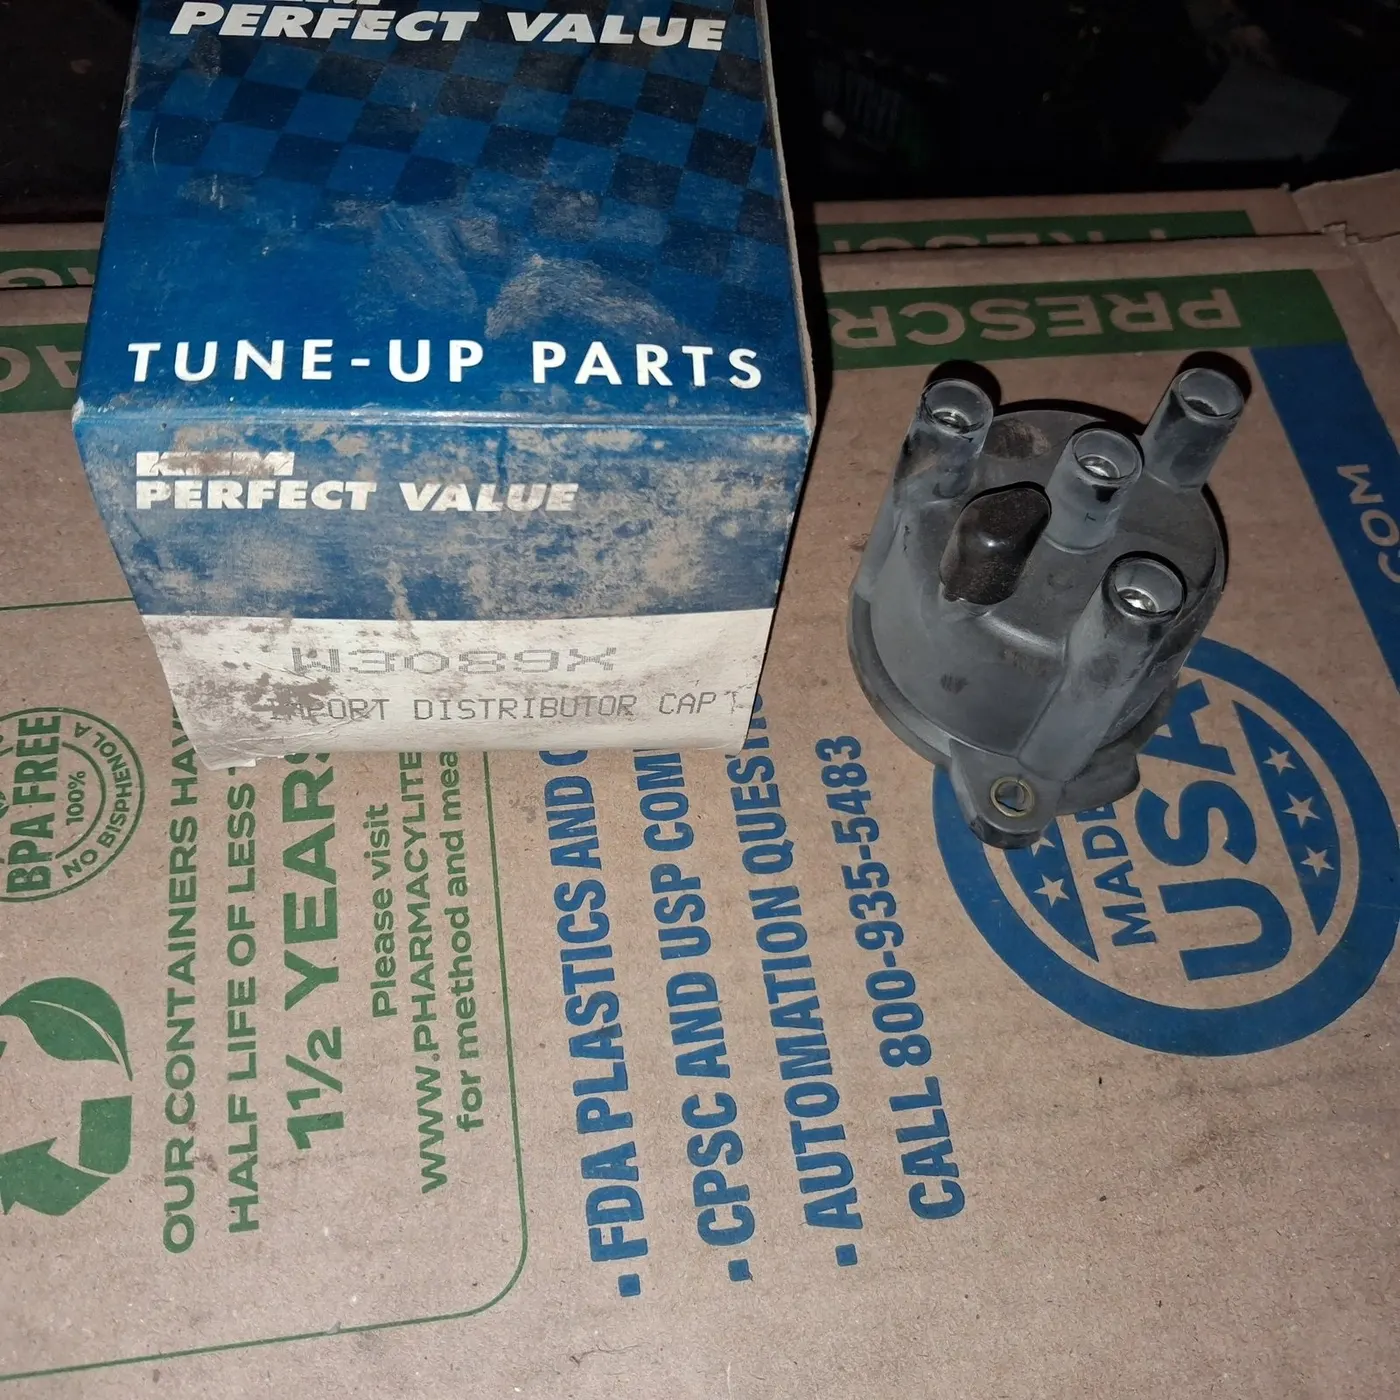 PERFECT VALUE
TUNE-UP PARTS
KEM
PERFECT VALUE
W3089X
IMPORT DISTRIBUTOR CAP
PRESCR
PRESCR
.COM
BPA FREE
100%
NO BISPHENOL A
OUR CONTAINERS HAVE
HALF LIFE OF LESS
1½ YEARS
Please visit
WWW.PHARMACYLITE
for method and mea
• FDA PLASTICS AND
• CPSC AND USP COM
• AUTOMATION QUESTIO
CALL 800-935-5483
MADE
USA